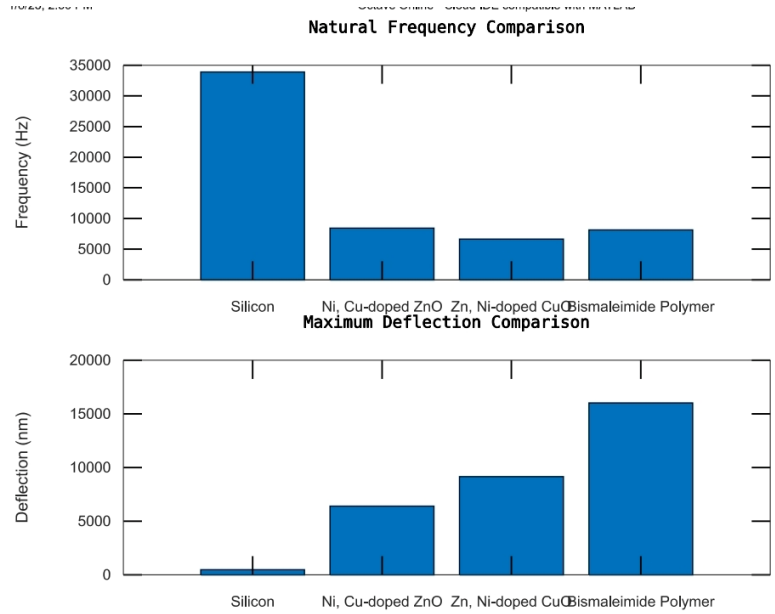 Natural Frequency Comparison
35000
30000
25000
20000
15000
10000
5000
0
Frequency (Hz)
Silicon Ni, Cu-doped ZnO Zn, Ni-doped CuO Bismaleimide Polymer
Maximum Deflection Comparison
20000
15000
10000
5000
0
Deflection (nm)
Silicon Ni, Cu-doped ZnO Zn, Ni-doped CuO Bismaleimide Polymer